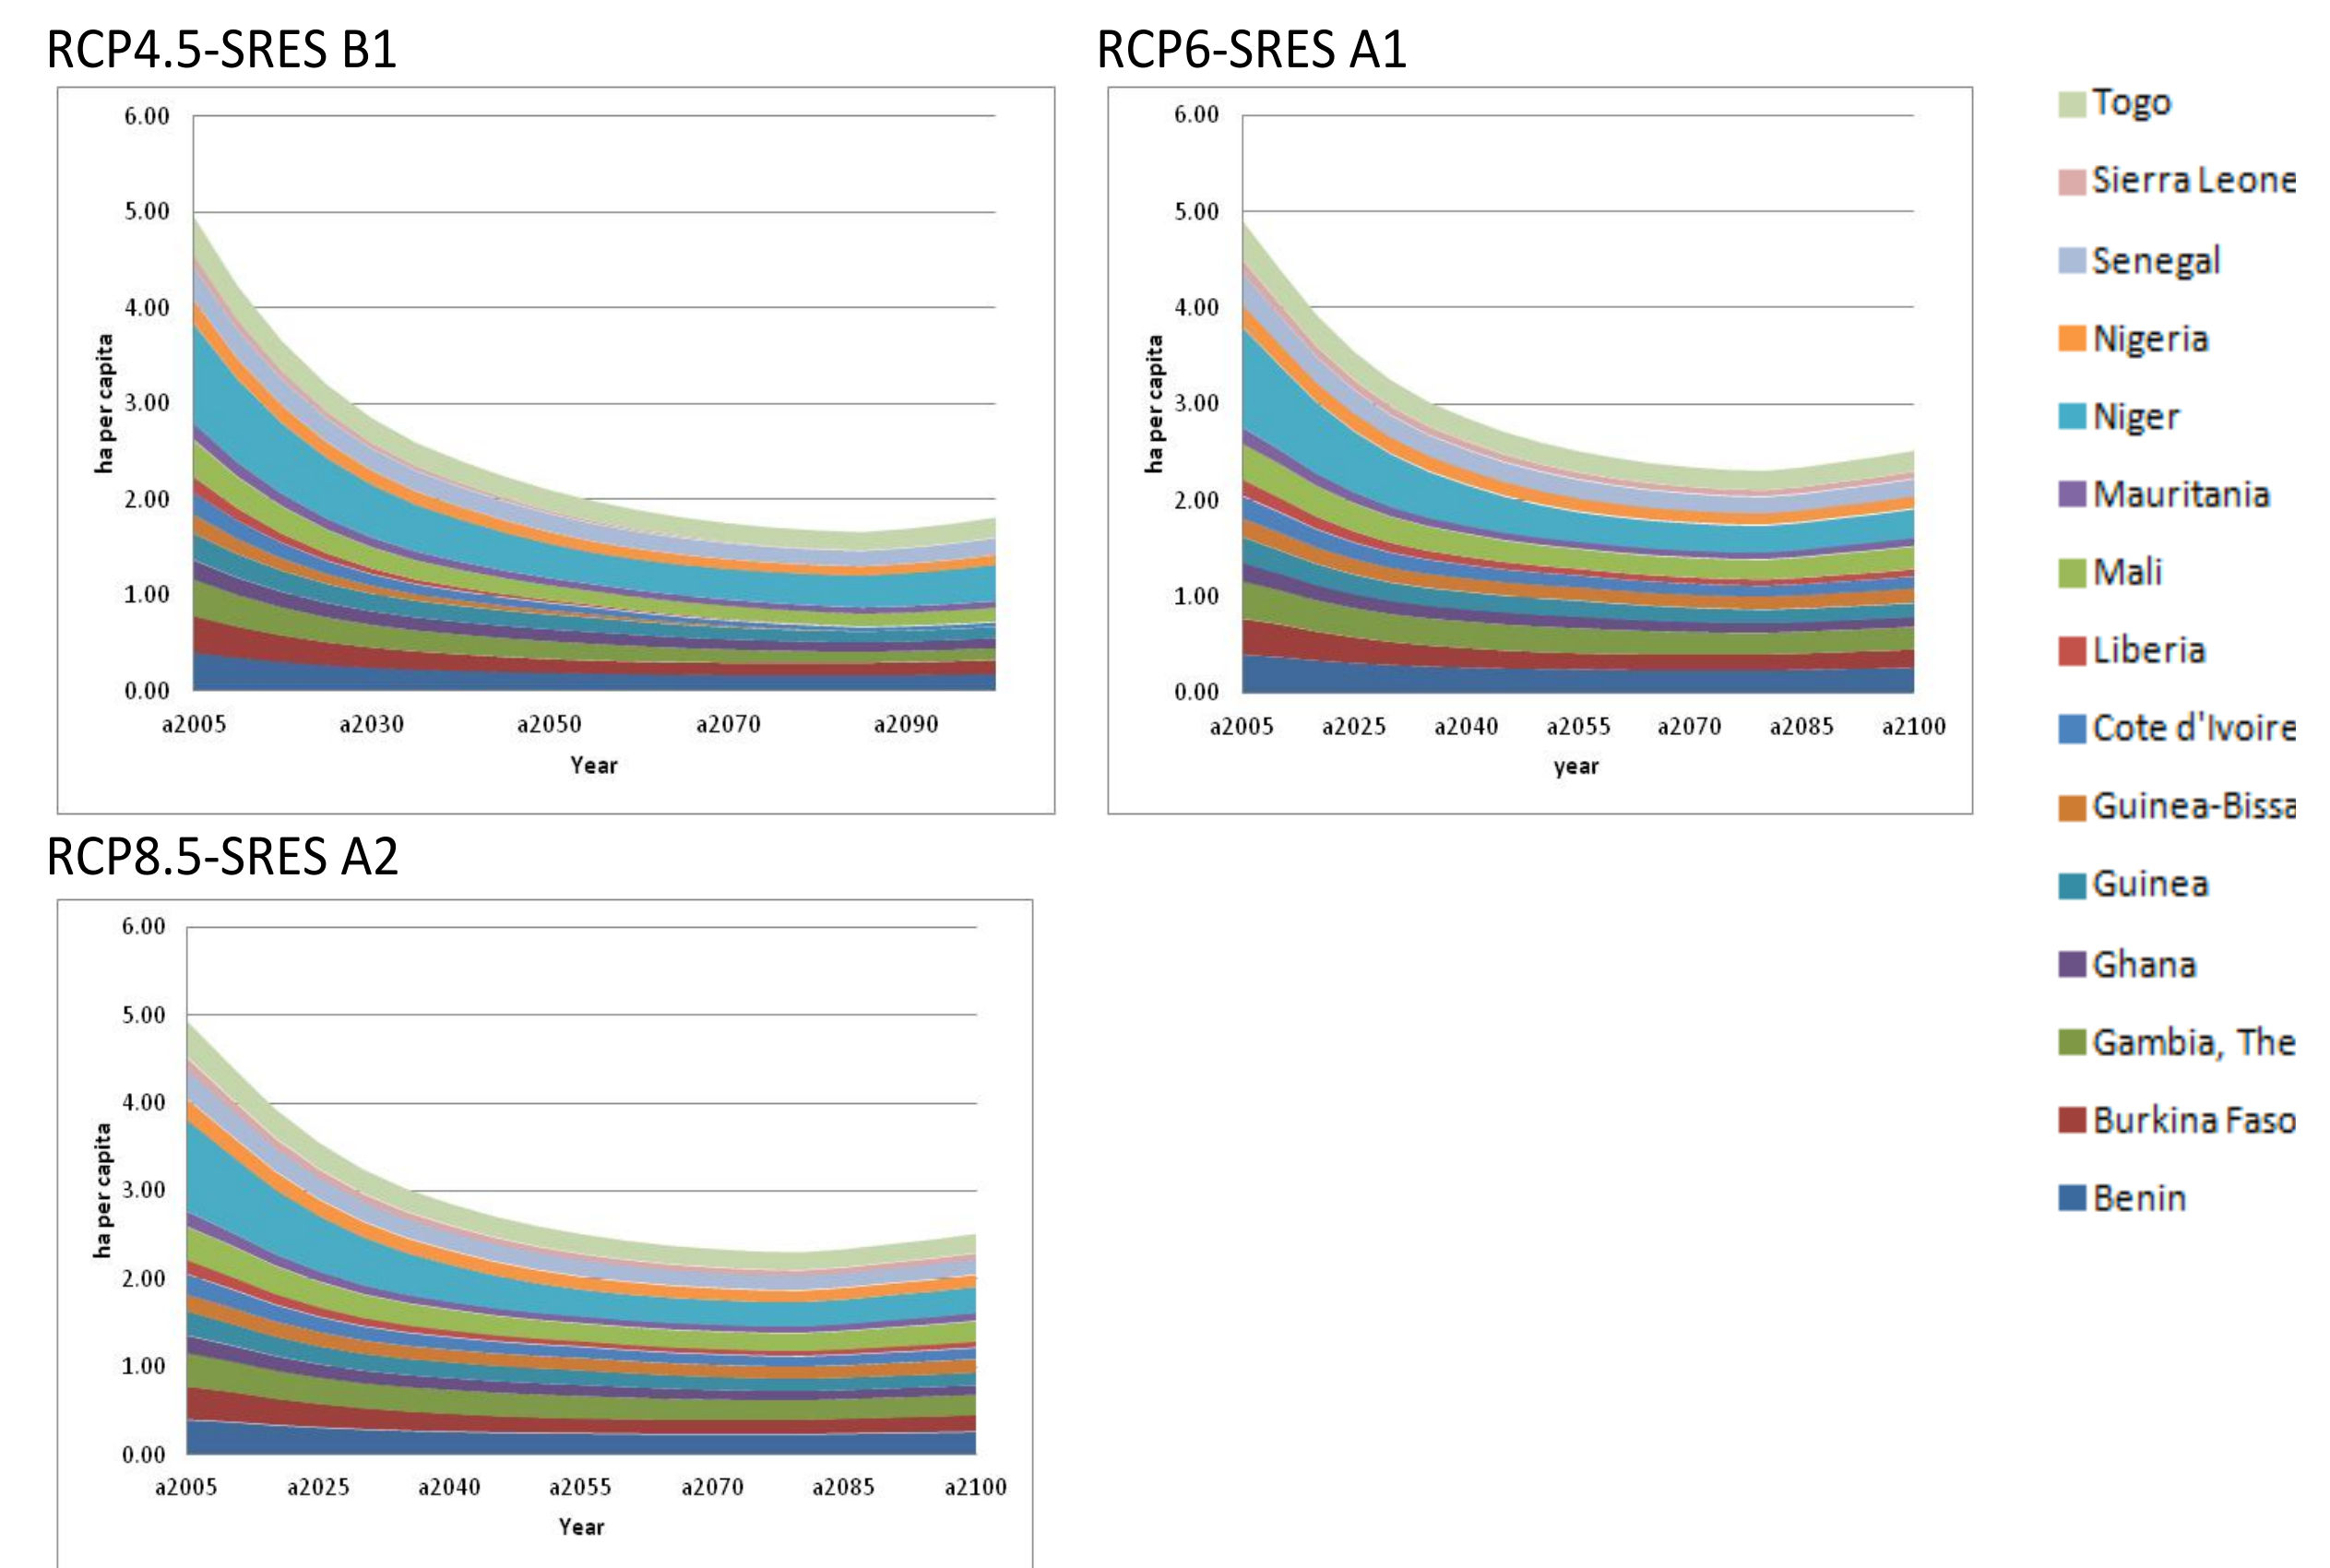 RCP4.5-SRES B1
6.00
5.00
4.00
3.00
2.00
1.00
0.00
ha per capita
a2005 a2030 a2050 a2070 a2090
Year
RCP6-SRES A1
6.00
5.00
4.00
3.00
2.00
1.00
0.00
ha per capita
a2005 a2025 a2040 a2055 a2070 a2085 a2100
year
Togo
Sierra Leone
Senegal
Nigeria
Niger
Mauritania
Mali
Liberia
Cote d'Ivoire
Guinea-Bissa
Guinea
Ghana
Gambia, The
Burkina Faso
Benin
RCP8.5-SRES A2
6.00
5.00
4.00
3.00
2.00
1.00
0.00
ha per capita
a2005 a2025 a2040 a2055 a2070 a2085 a2100
Year